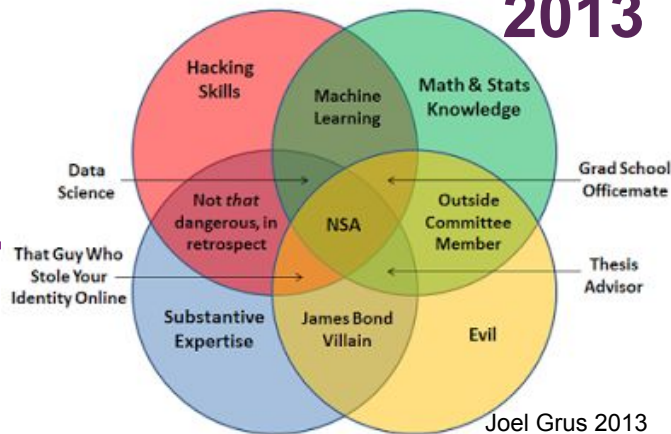 2013
Hacking
Skills
Machine
Learning
Math & Stats
Knowledge
Data
Science
Grad School
Officemate
Not that
dangerous, in
retrospect
NSA
Outside
Committee
Member
That Guy Who
Stole Your
Identity Online
Thesis
Advisor
Substantive
Expertise
James Bond
Villain
Evil
Joel Grus 2013